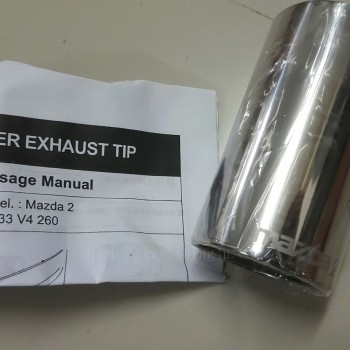 ER EXHAUST TIP
sage Manual
el. : Mazda 2
33 V4 260